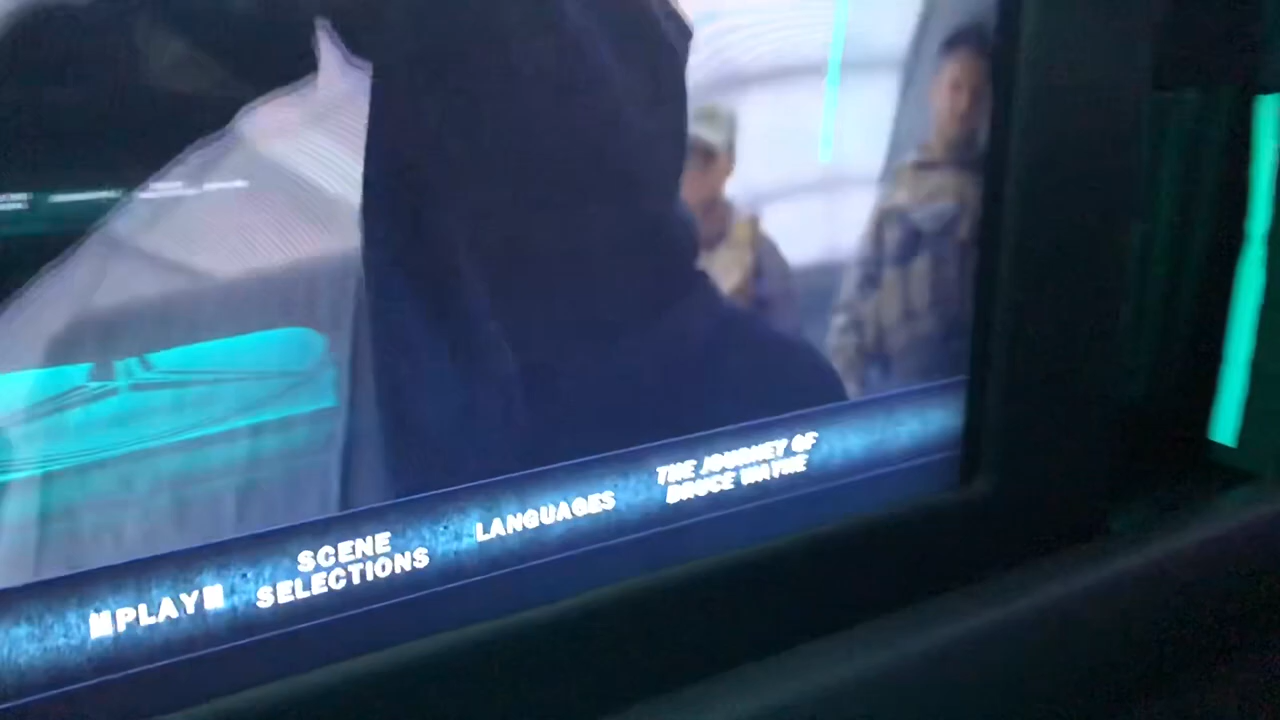 PLAY
SCENE
SELECTIONS
LANGUAGES
THE JOURNEY OF
BRUCE WAYNE